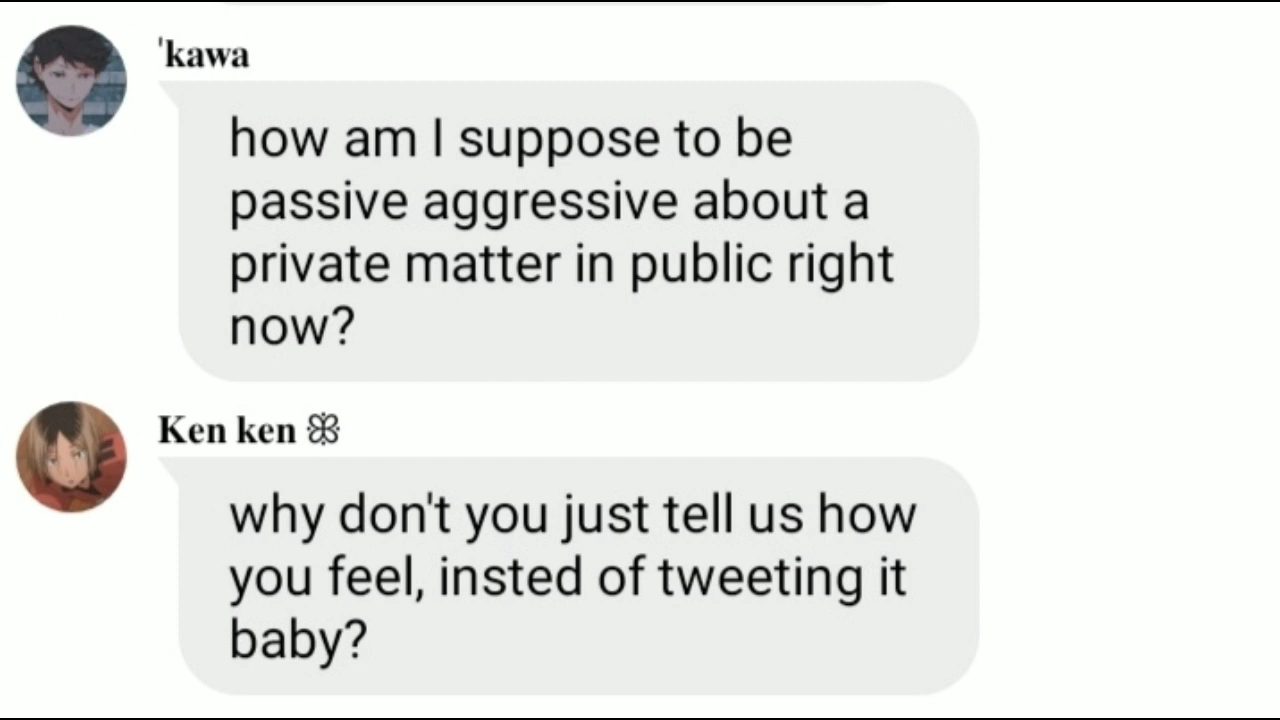 'kawa
how am I suppose to be
passive aggressive about a
private matter in public right
now?
Ken ken ꕥ
why don't you just tell us how
you feel, insted of tweeting it
baby?